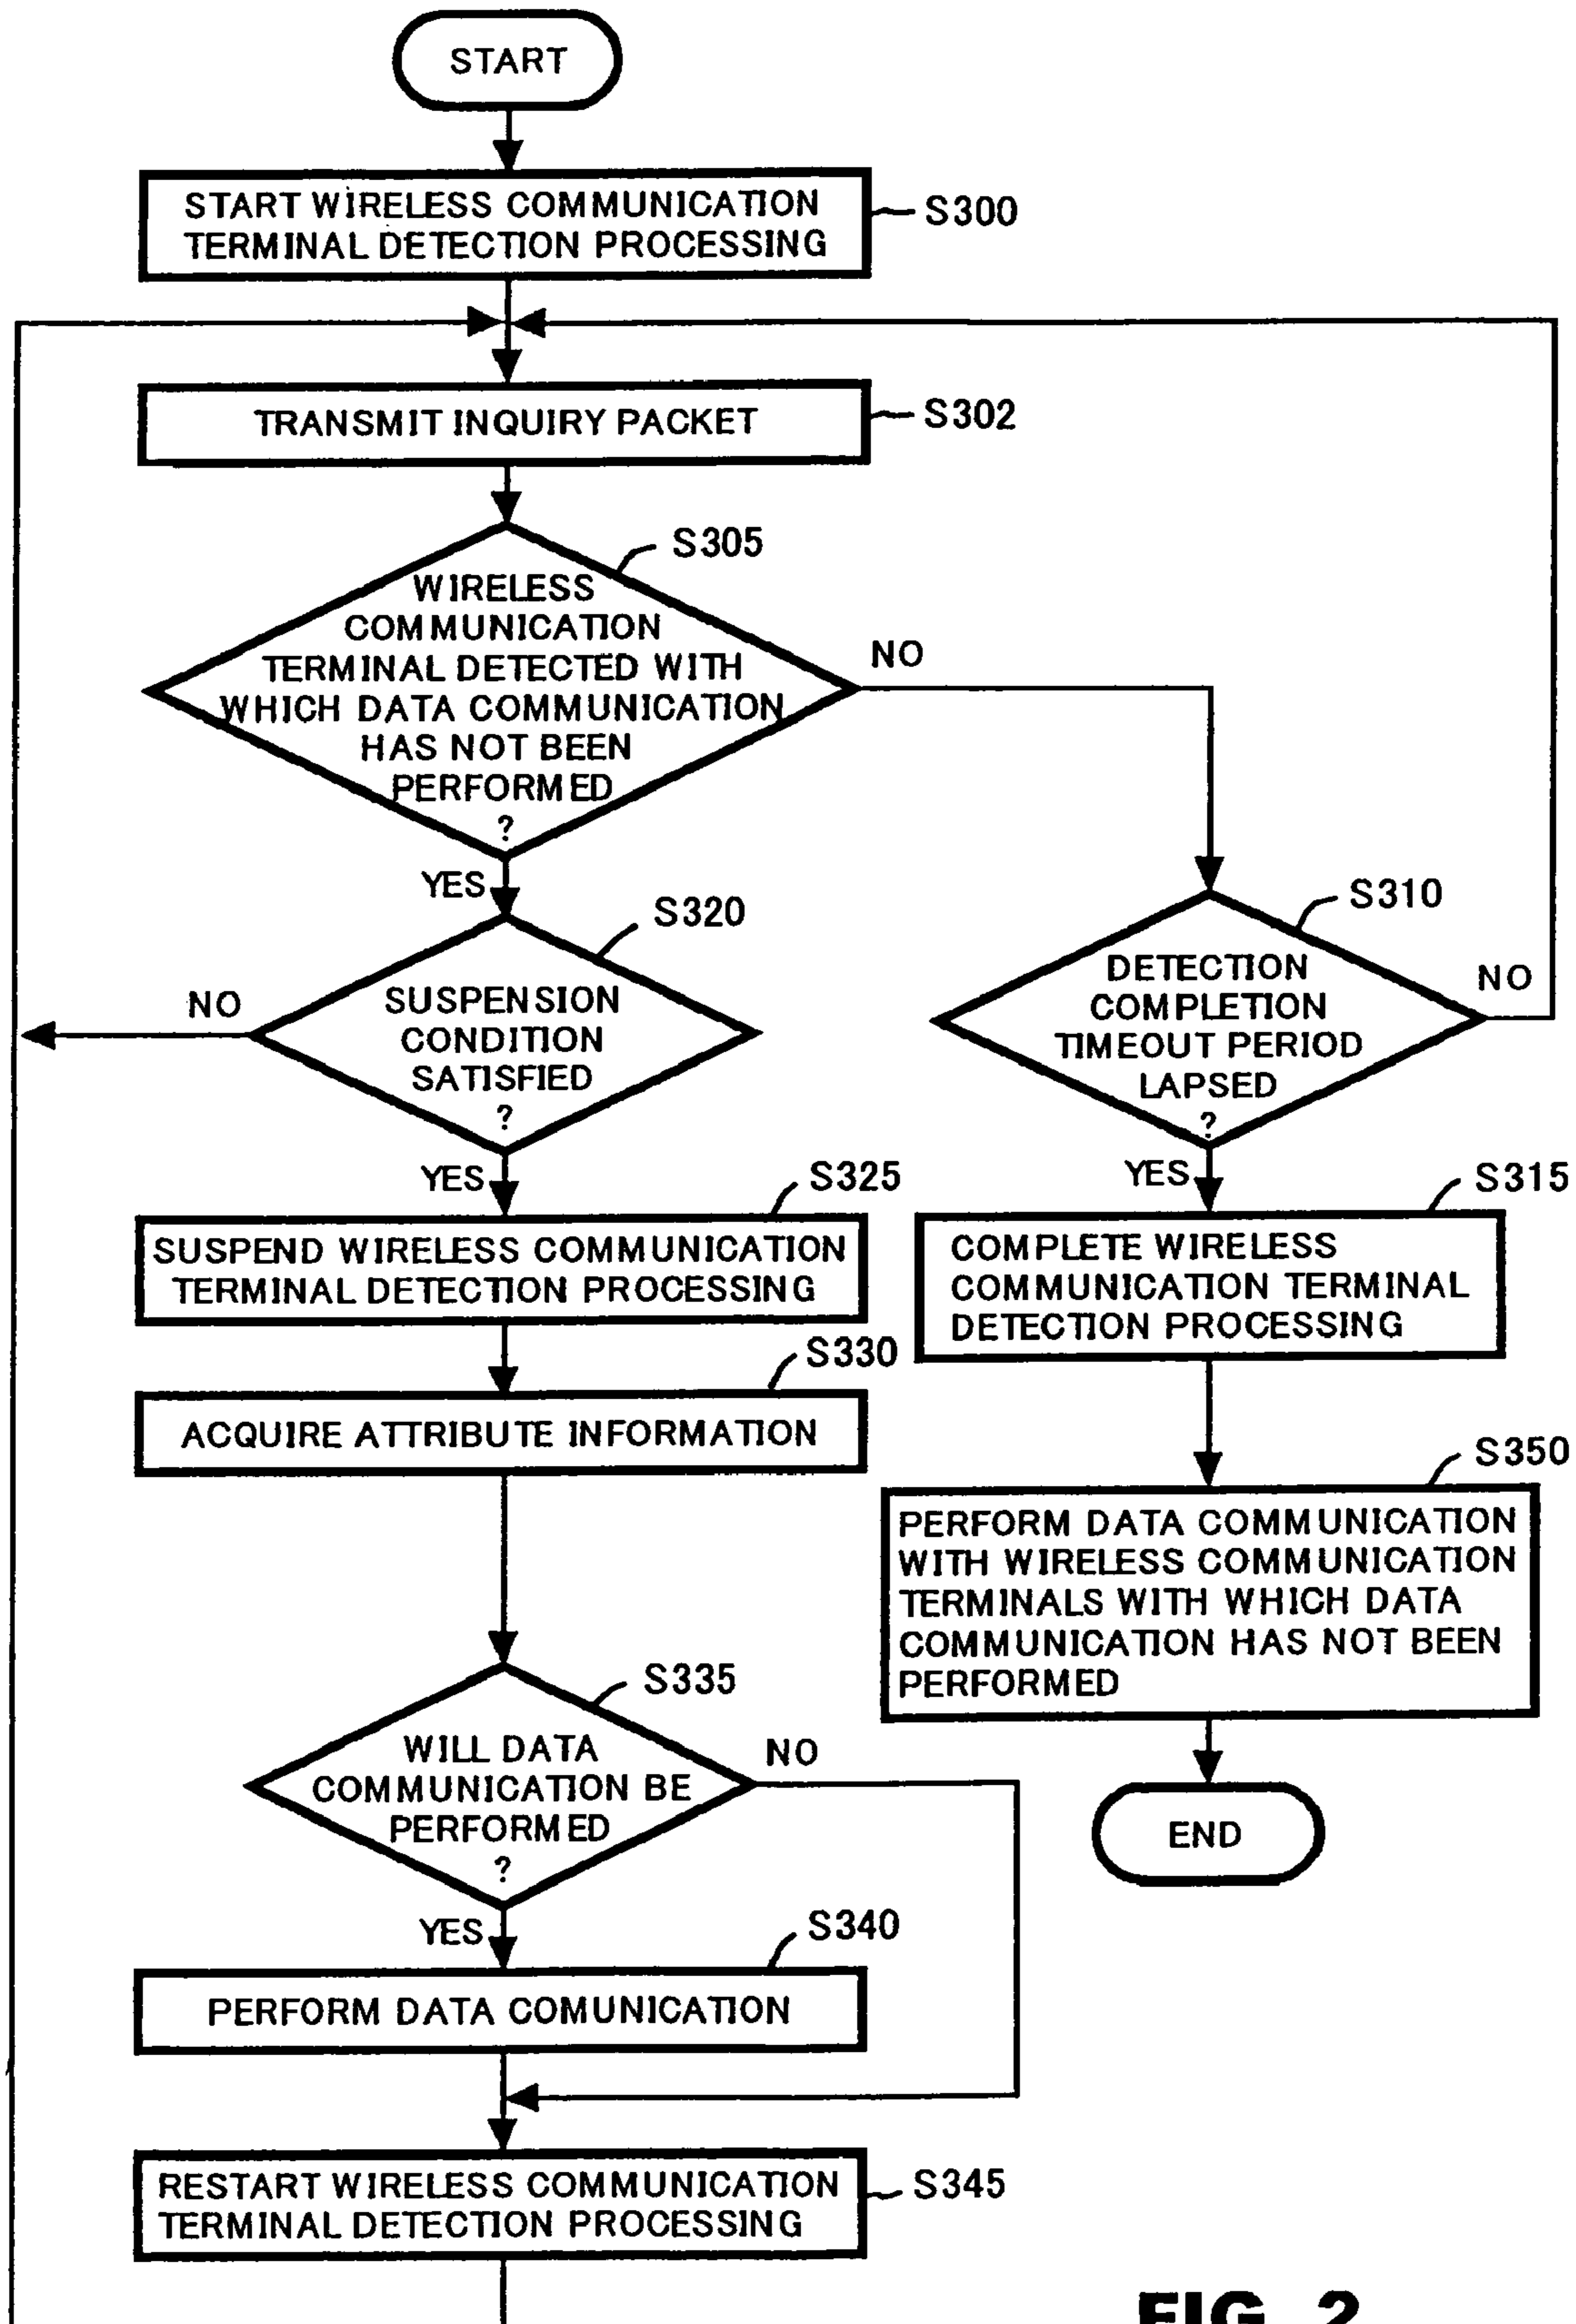 START
START WIRELESS COMMUNICATION
TERMINAL DETECTION PROCESSING
S300
TRANSMIT INQUIRY PACKET
S302
S305
WIRELESS
COMMUNICATION
TERMINAL DETECTED WITH
WHICH DATA COMMUNICATION
HAS NOT BEEN
PERFORMED
?
NO
YES
S320
SUSPENSION
CONDITION
SATISFIED
?
NO
YES
S310
DETECTION
COMPLETION
TIMEOUT PERIOD
LAPSED
?
NO
YES
S325
SUSPEND WIRELESS COMMUNICATION
TERMINAL DETECTION PROCESSING
S315
COMPLETE WIRELESS
COMMUNICATION TERMINAL
DETECTION PROCESSING
S330
ACQUIRE ATTRIBUTE INFORMATION
S350
PERFORM DATA COMMUNICATION
WITH WIRELESS COMMUNICATION
TERMINALS WITH WHICH DATA
COMMUNICATION HAS NOT BEEN
PERFORMED
S335
WILL DATA
COMMUNICATION BE
PERFORMED
?
NO
YES
END
S340
PERFORM DATA COMUNICATION
RESTART WIRELESS COMMUNICATION
TERMINAL DETECTION PROCESSING
S345
FIG. 2